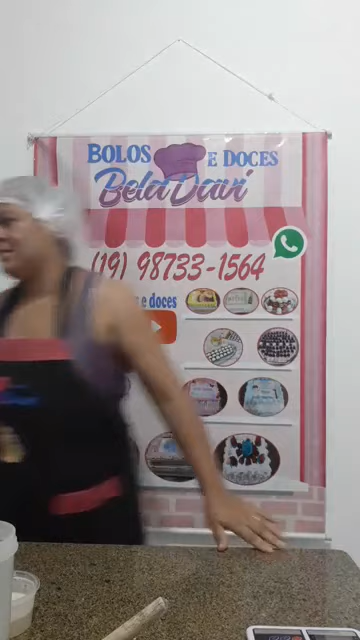 BOLOS E DOCES
Bela Davi
(19) 98733-1564
e doces